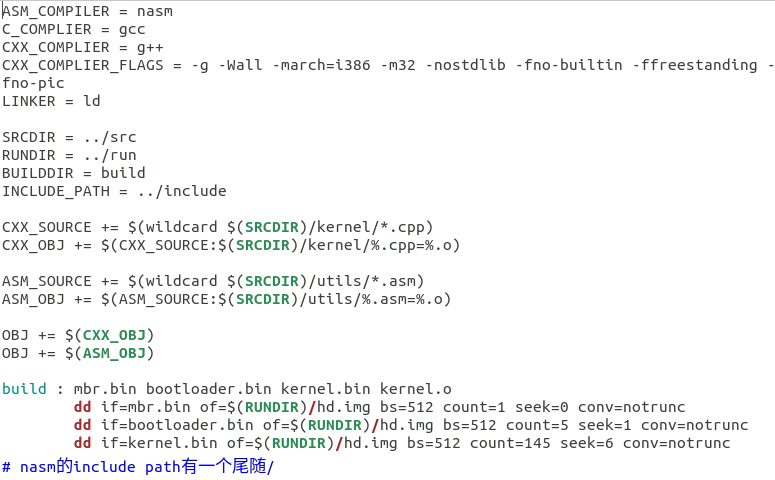 ASM_COMPILER = nasm
C_COMPLIER = gcc
CXX_COMPLIER = g++
CXX_COMPLIER_FLAGS = -g -Wall -march=i386 -m32 -nostdlib -fno-builtin -ffreestanding -
fno-pic
LINKER = ld

SRCDIR = ../src
RUNDIR = ../run
BUILDDIR = build
INCLUDE_PATH = ../include

CXX_SOURCE += $(wildcard $(SRCDIR)/kernel/*.cpp)
CXX_OBJ += $(CXX_SOURCE:$(SRCDIR)/kernel/%.cpp=%.o)

ASM_SOURCE += $(wildcard $(SRCDIR)/utils/*.asm)
ASM_OBJ += $(ASM_SOURCE:$(SRCDIR)/utils/%.asm=%.o)

OBJ += $(CXX_OBJ)
OBJ += $(ASM_OBJ)

build : mbr.bin bootloader.bin kernel.bin kernel.o
        dd if=mbr.bin of=$(RUNDIR)/hd.img bs=512 count=1 seek=0 conv=notrunc
        dd if=bootloader.bin of=$(RUNDIR)/hd.img bs=512 count=5 seek=1 conv=notrunc
        dd if=kernel.bin of=$(RUNDIR)/hd.img bs=512 count=145 seek=6 conv=notrunc
# nasm的include path有一个尾随/